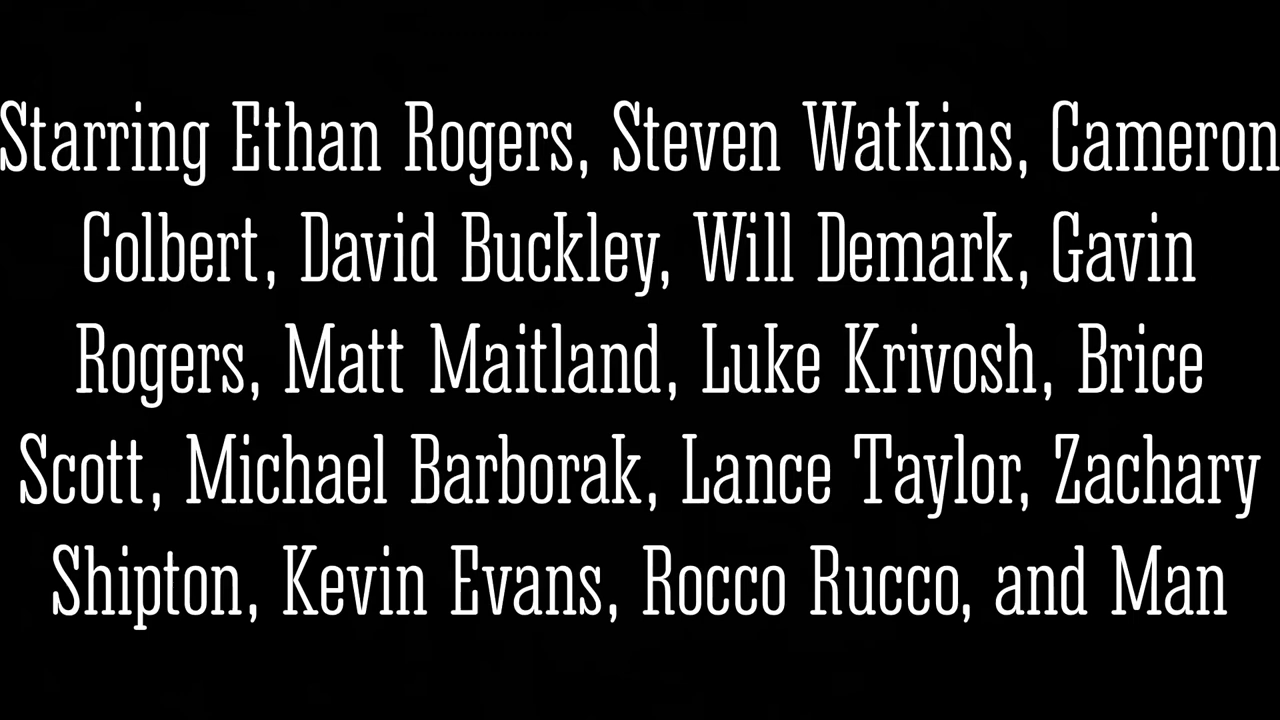 Starring Ethan Rogers, Steven Watkins, Cameron
Colbert, David Buckley, Will Demark, Gavin
Rogers, Matt Maitland, Luke Krivosh, Brice
Scott, Michael Barborak, Lance Taylor, Zachary
Shipton, Kevin Evans, Rocco Rucco, and Man